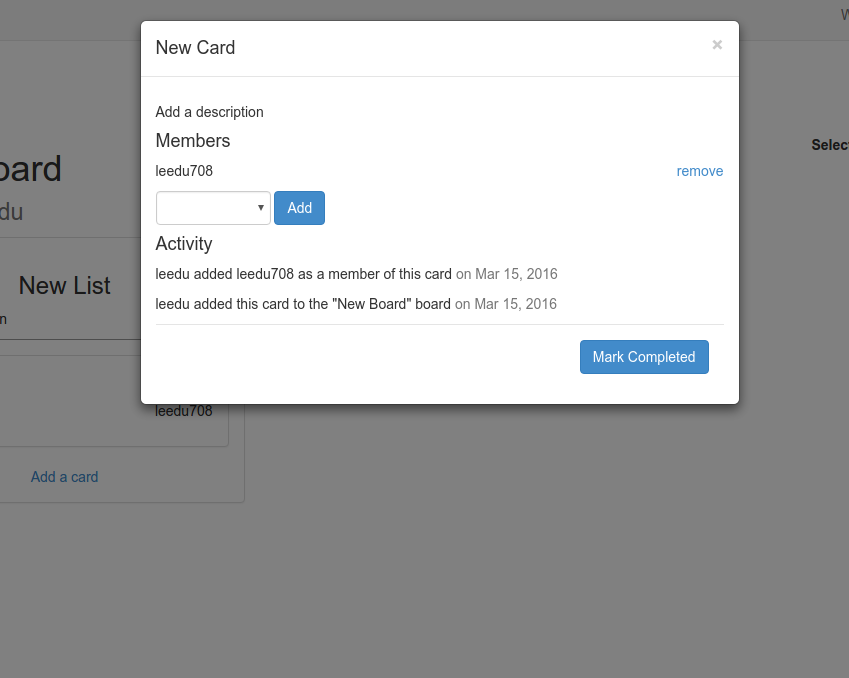 W
New Card ×
Add a description
Members
leedu708 remove
Add
Activity
leedu added leedu708 as a member of this card on Mar 15, 2016
leedu added this card to the "New Board" board on Mar 15, 2016
Mark Completed
oard
edu
New List
n
leedu708
Add a card
Selec